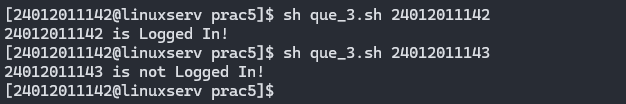 [24012011142@linuxserv prac5]$ sh que_3.sh 24012011142
24012011142 is Logged In!
[24012011142@linuxserv prac5]$ sh que_3.sh 24012011143
24012011143 is not Logged In!
[24012011142@linuxserv prac5]$